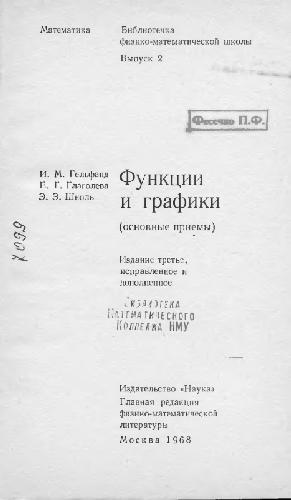 Математика
Библиотечка
физико-математической школы
Выпуск 2
Фесечко П.Ф.
И. М. Гельфанд
Е. Г. Глаголева
Э. Э. Шноль
Функции
и графики
(основные приемы)
Издание третье,
исправленное и
дополненное
БИБЛИОТЕКА
МАТЕМАТИЧЕСКОГО
КОЛЛЕДЖА НМУ
Издательство «Наука»
Главная редакция
физико-математической
литературы
Москва 1968